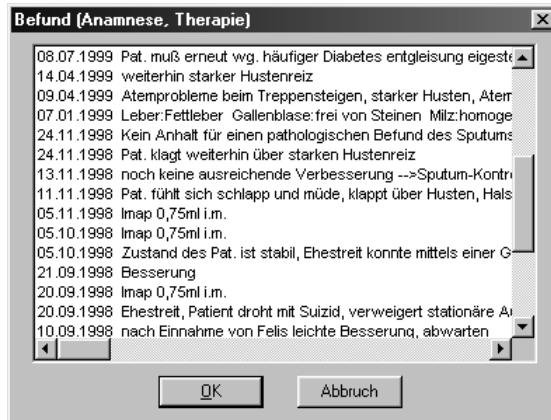 Befund (Anamnese, Therapie)
08.07.1999 Pat. muß erneut wg. häufiger Diabetes entgleisung eigeste
14.04.1999 weiterhin starker Hustenreiz
09.04.1999 Atemprobleme beim Treppensteigen, starker Husten, Atem
07.01.1999 Leber:Fettleber Gallenblase:frei von Steinen Milz:homoge
24.11.1998 Kein Anhalt für einen pathologischen Befund des Sputums
24.11.1998 Pat. klagt weiterhin über starken Hustenreiz
13.11.1998 noch keine ausreichende Verbesserung -->Sputum-Kontr
11.11.1998 Pat. fühlt sich schlapp und müde, klappt über Husten, Hals
05.11.1998 Imap 0,75ml i.m.
05.10.1998 Imap 0,75ml i.m.
05.10.1998 Zustand des Pat. ist stabil, Ehestreit konnte mittels einer G
21.09.1998 Besserung
20.09.1998 Imap 0,75ml i.m.
20.09.1998 Ehestreit, Patient droht mit Suizid, verweigert stationäre A
10.09.1998 nach Einnahme von Felis leichte Besserung, abwarten
OK Abbruch